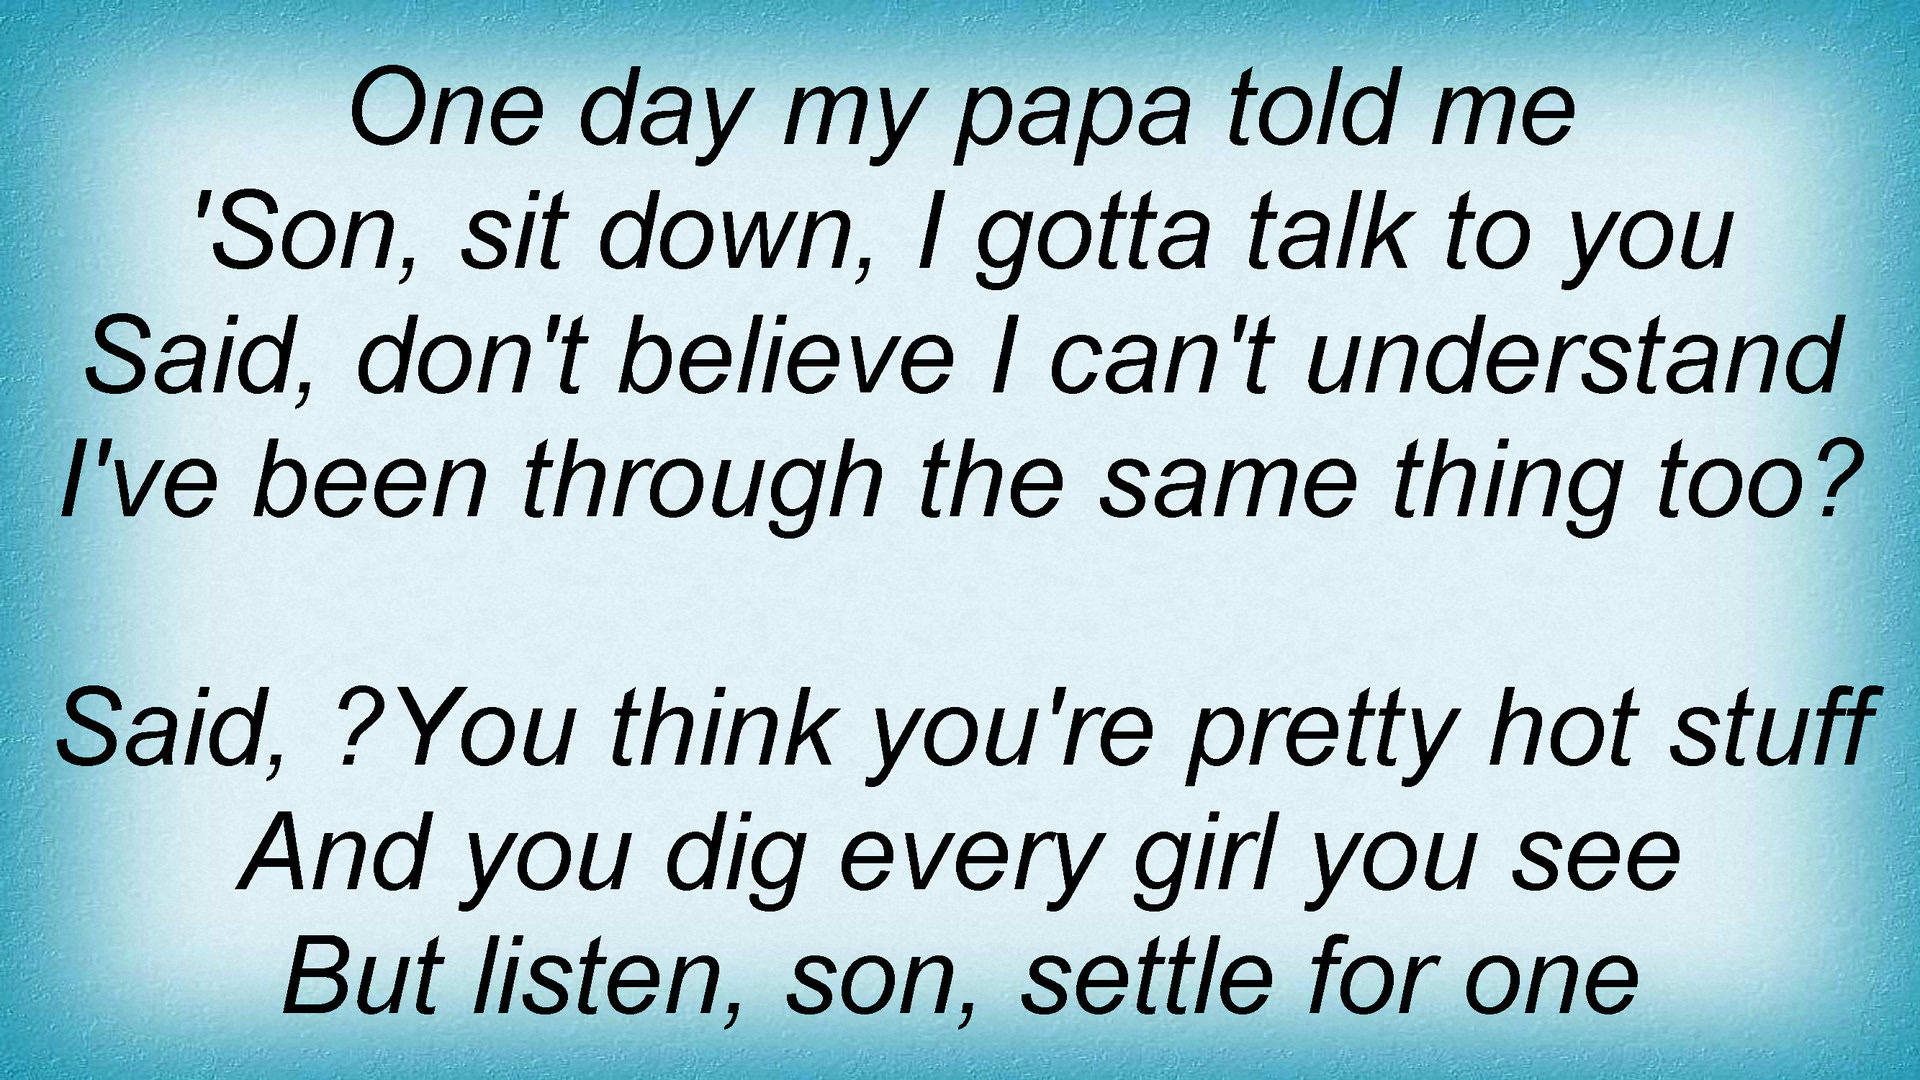 One day my papa told me
'Son, sit down, I gotta talk to you
Said, don't believe I can't understand
I've been through the same thing too?
Said, ?You think you're pretty hot stuff
And you dig every girl you see
But listen, son, settle for one